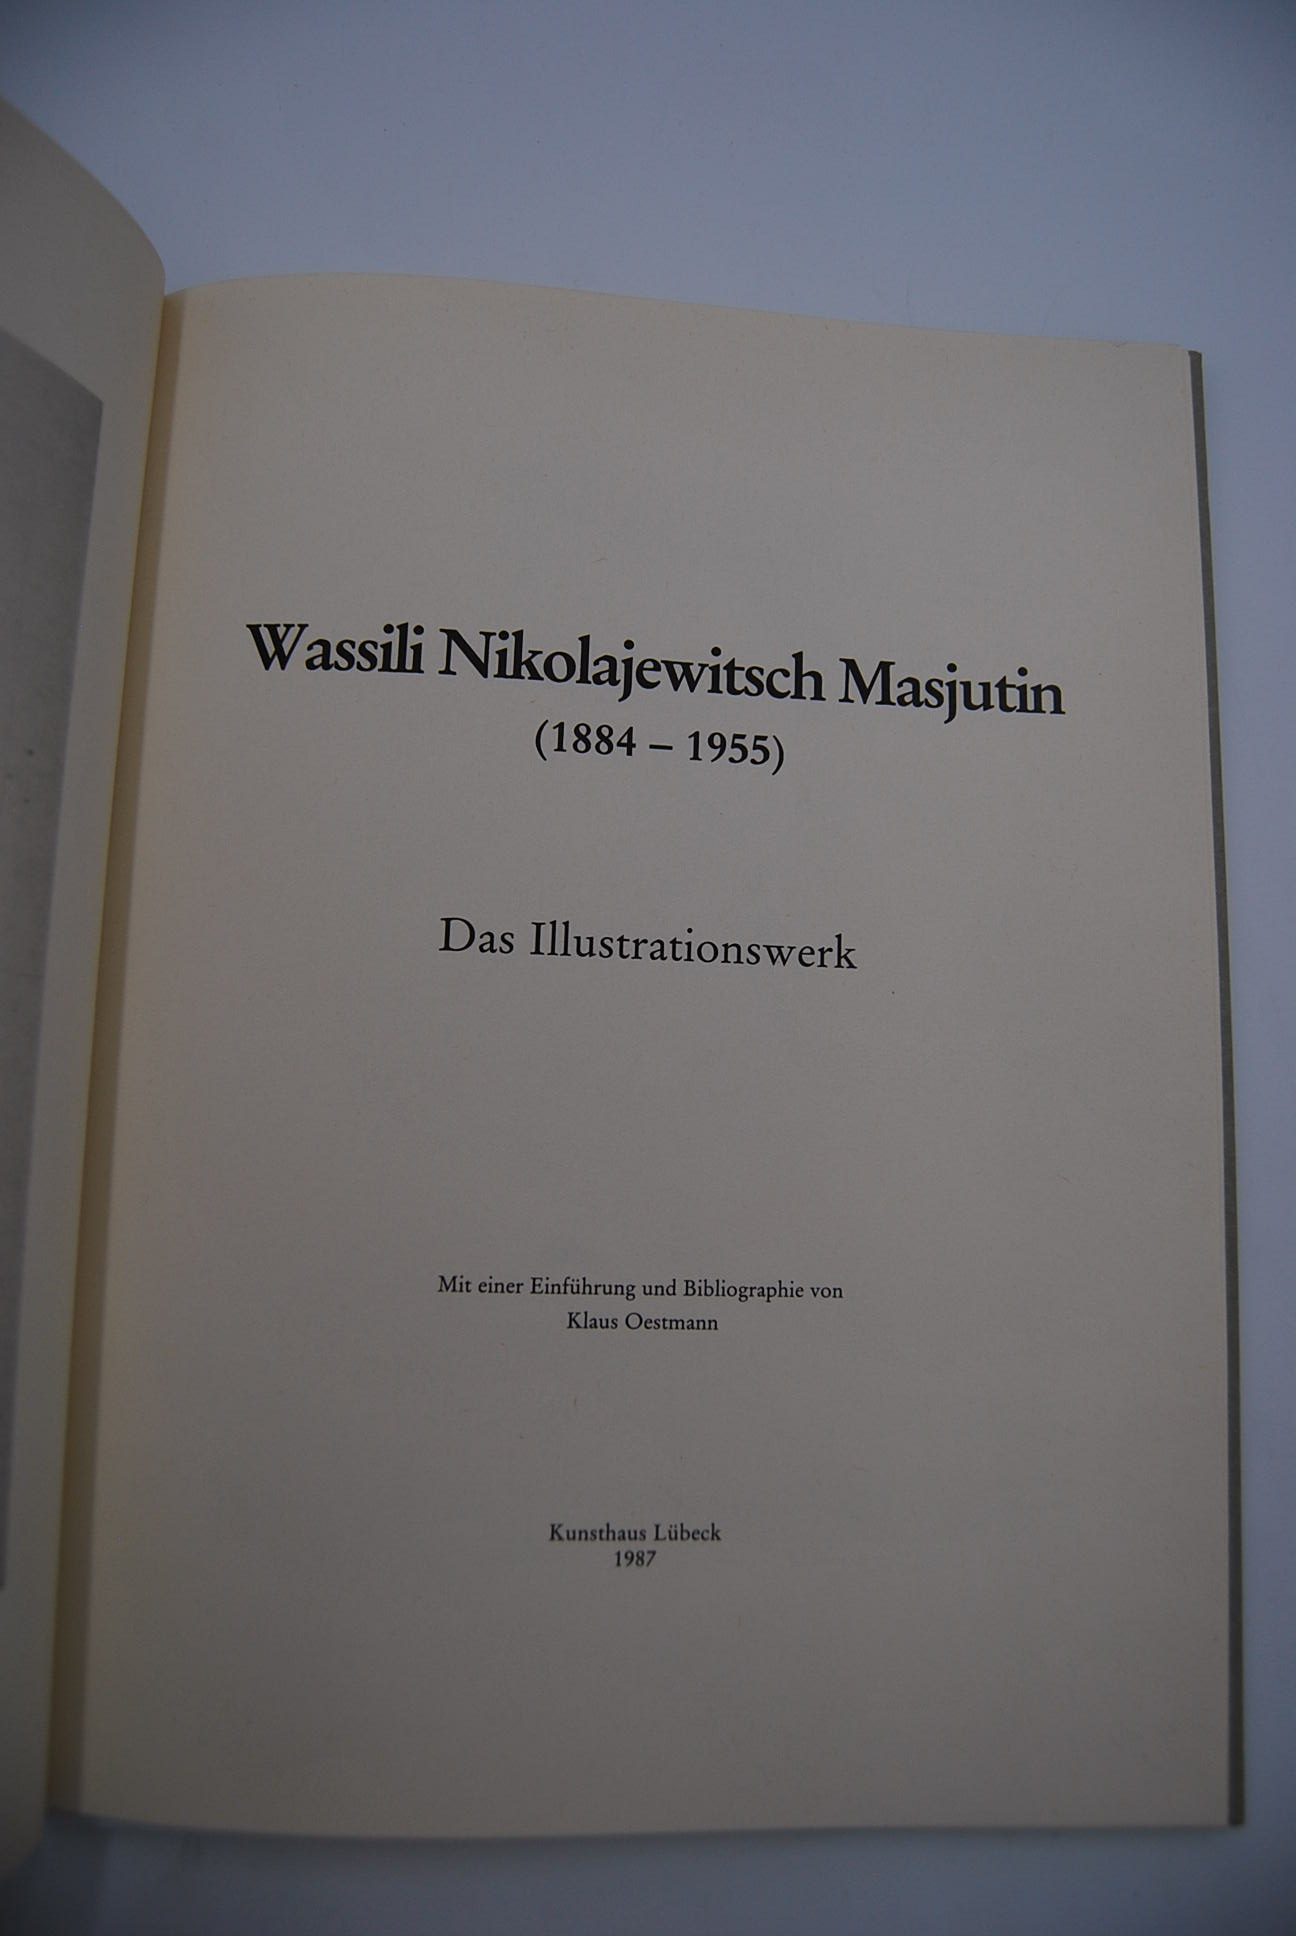 Wassili Nikolajewitsch Masjutin
(1884 – 1955)
Das Illustrationswerk
Mit einer Einführung und Bibliographie von
Klaus Oestmann
Kunsthaus Lübeck
1987